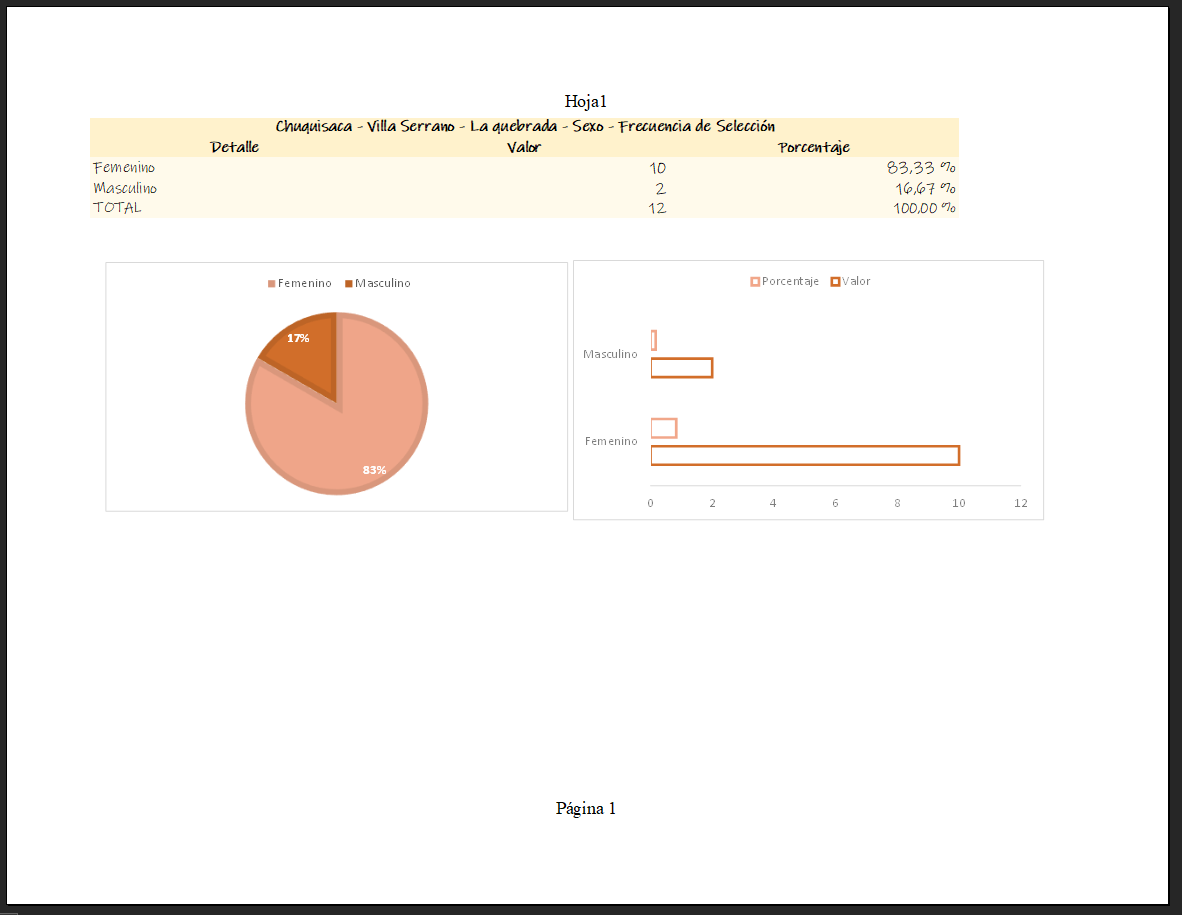 Hoja1
Chuquisaca - Villa Serrano - La quebrada - Sexo - Frecuencia de Selección
Detalle Valor Porcentaje
Femenino 10 83,33 %
Masculino 2 16,67 %
TOTAL 12 100,00 %
Femenino Masculino
17%
83%
Porcentaje Valor
Masculino
Femenino
0 2 4 6 8 10 12
Página 1